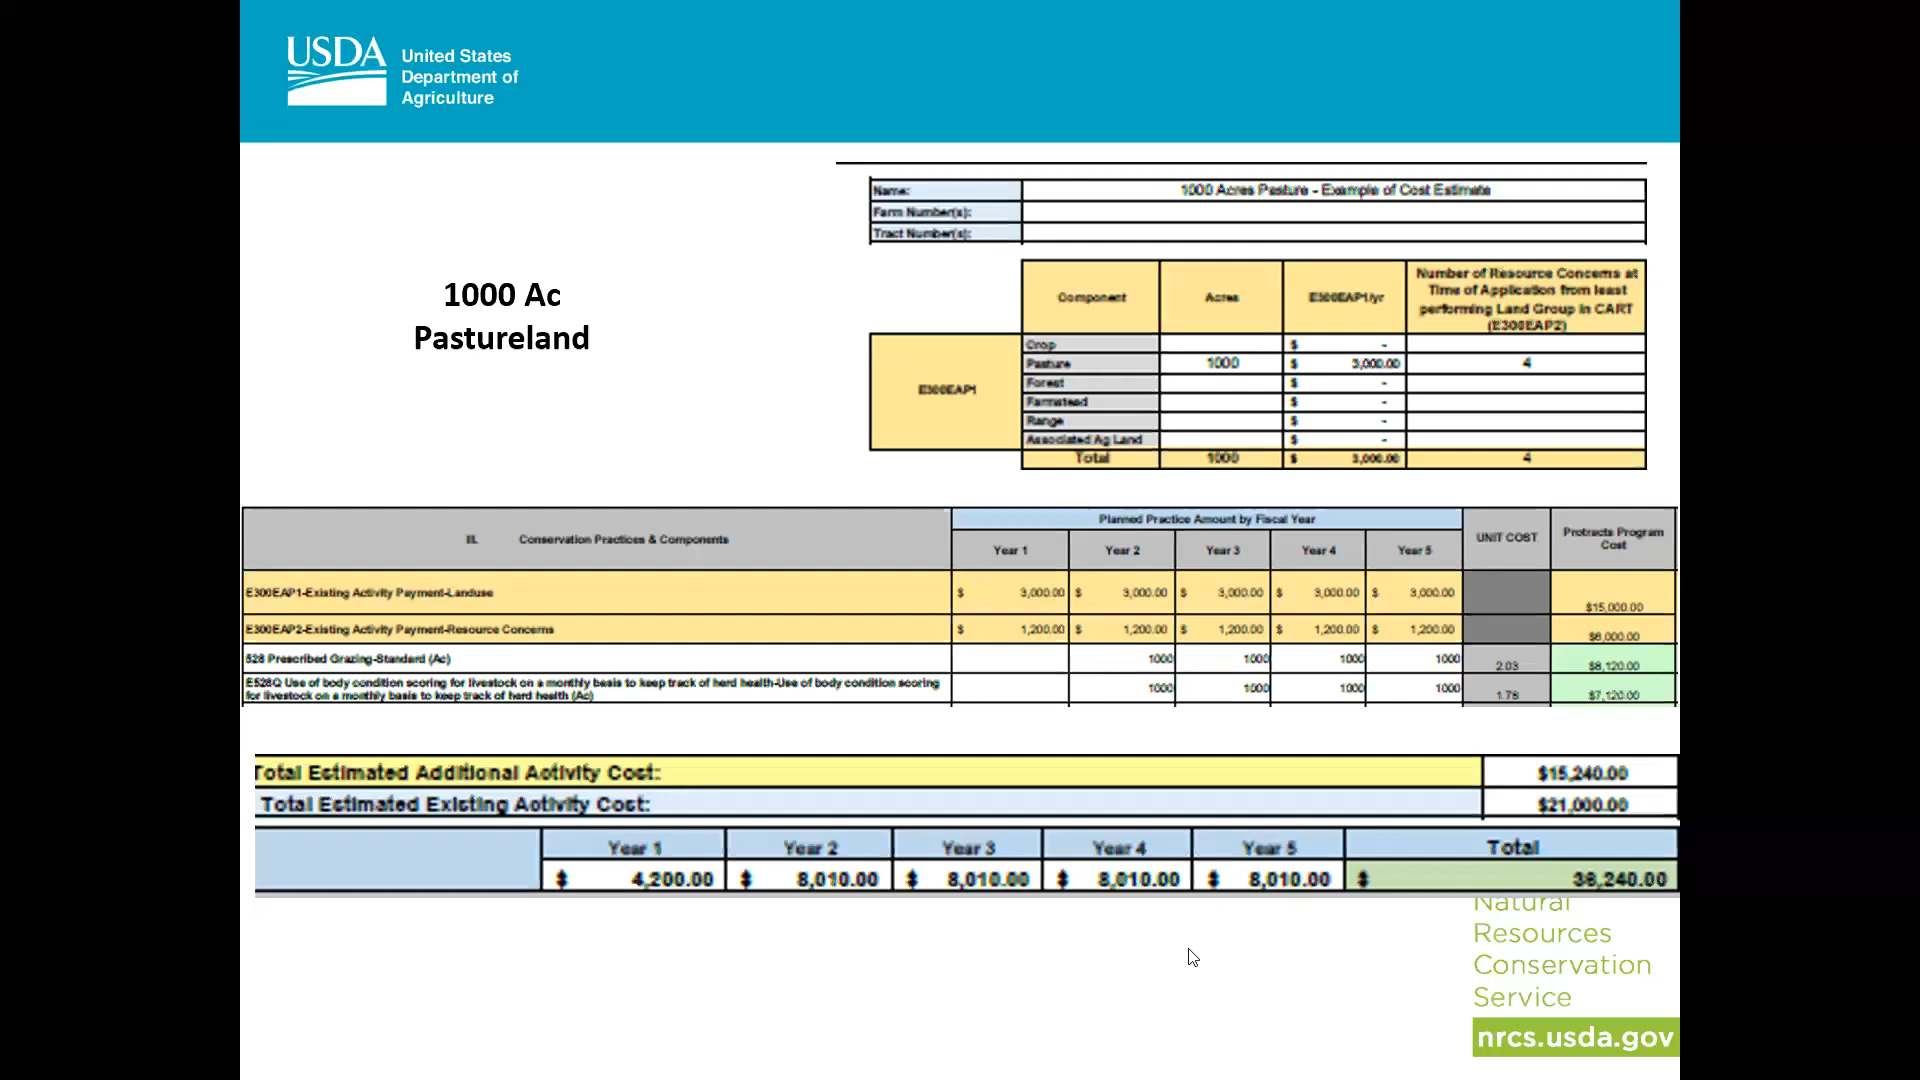 USDA United States
Department of
Agriculture
1000 Ac
Pastureland
Name: 1000 Acres Pasture - Example of Cost Estimate
Farm Number(s):
Tract Number(s):
Component Acres E300EAP1/yr Number of Resource Concerns at
Time of Application from least
performing Land Group in CART
(E300EAP2)
E300EAP1
Crop $ -
Pasture 1000 $ 3,000.00 4
Forest $ -
Farmstead $ -
Range $ -
Associated Ag Land $ -
Total 1000 $ 3,000.00 4
II. Conservation Practices & Components Planned Practice Amount by Fiscal Year UNIT COST Protracts Program
Cost
Year 1 Year 2 Year 3 Year 4 Year 5
E300EAP1-Existing Activity Payment-Landuse $ 3,000.00 $ 3,000.00 $ 3,000.00 $ 3,000.00 $ 3,000.00 $15,000.00
E300EAP2-Existing Activity Payment-Resource Concerns $ 1,200.00 $ 1,200.00 $ 1,200.00 $ 1,200.00 $ 1,200.00 $6,000.00
528 Prescribed Grazing-Standard (Ac) 1000 1000 1000 1000 2.03 $8,120.00
E528Q Use of body condition scoring for livestock on a monthly basis to keep track of herd health-Use of body condition scoring
for livestock on a monthly basis to keep track of herd health (Ac) 1000 1000 1000 1000 1.78 $7,120.00
Total Estimated Additional Activity Cost: $15,240.00
Total Estimated Existing Activity Cost: $21,000.00
Year 1 Year 2 Year 3 Year 4 Year 5 Total
$ 4,200.00 $ 8,010.00 $ 8,010.00 $ 8,010.00 $ 8,010.00 $ 36,240.00
Natural
Resources
Conservation
Service
nrcs.usda.gov